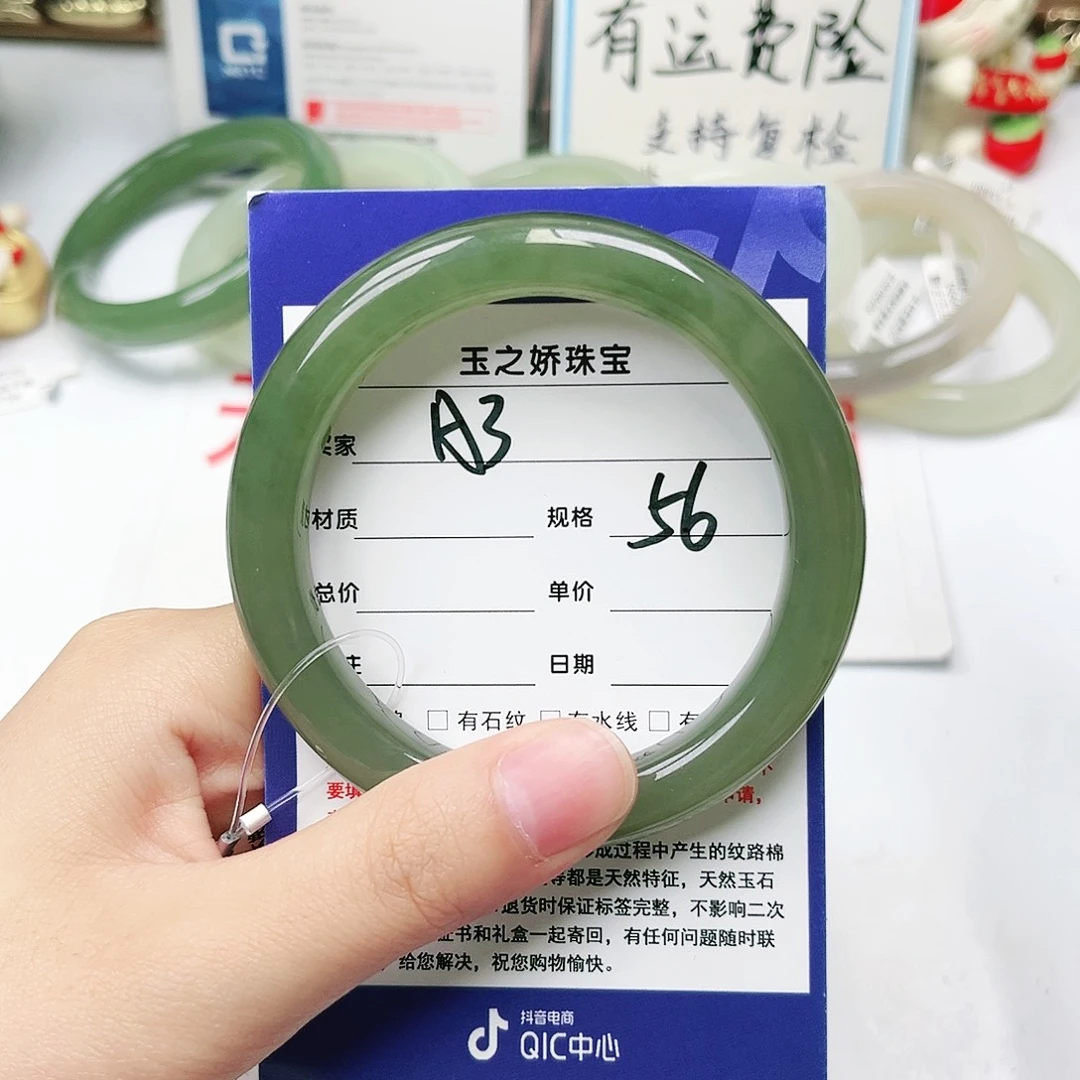 有运费险
支持复检
玉之娇珠宝
买家 A3
材质 规格 56
总价 单价
日期
□ 有石纹 □ 有水线 □ 有
成过程中产生的纹路棉
等都是天然特征，天然玉石
退货时保证标签完整，不影响二次
证书和礼盒一起寄回，有任何问题随时联
给您解决，祝您购物愉快。
抖音电商
QIC中心